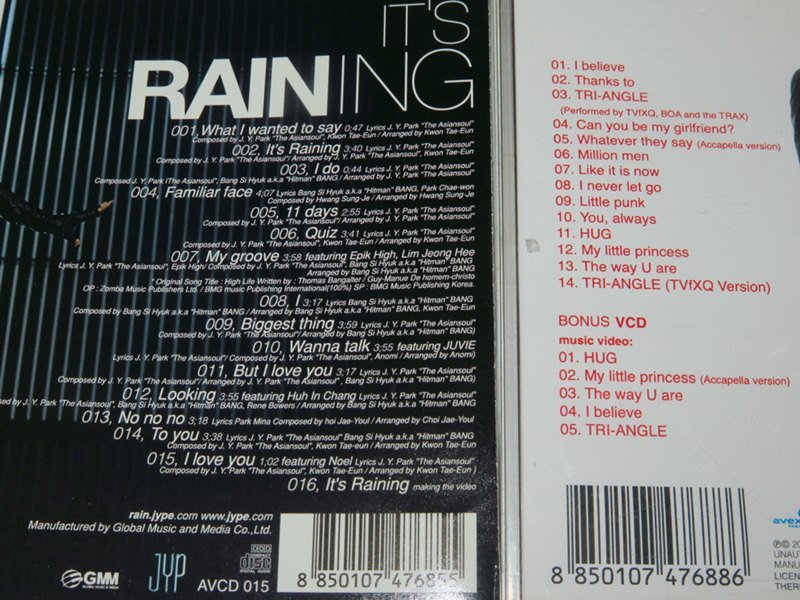 IT'S
RAINING
001, What I wanted to say 0:47 Lyrics J. Y. Park "The Asiansoul"
Composed by J. Y. Park "The Asiansoul", Kwon Tae-Eun / Arranged by Kwon Tae-Eun
002, It's Raining 3:40 Lyrics J. Y. Park "The Asiansoul"
Composed by J. Y. Park "The Asiansoul"/ Arranged by Kwon Tae-Eun
003, I do 0:44 Lyrics J. Y. Park "The Asiansoul"
Composed by J. Y. Park (The Asiansoul", Bang Si Hyuk a.k.a "Hitman" BANG / Arranged by J. Y. Park "The Asiansoul"
004, Familiar face 4:07 Lyrics Bang Si Hyuk a.k.a "Hitman" BANG, Park Chae-won
Composed by Hwang Sung-Je / Arranged by Hwang Sung-Je
005, 11 days 2:55 Lyrics J. Y. Park "The Asiansoul"
Composed by J. Y. Park "The Asiansoul"/ Arranged by J. Y. Park "The Asiansoul"
006, Quiz 3:41 Lyrics J. Y. Park "The Asiansoul"
Composed by J. Y. Park "The Asiansoul", Kwon Tae-Eun / Arranged by Kwon Tae-Eun
007, My groove 3:58 featuring Epik High, Lim Jeong Hee
Lyrics J. Y. Park "The Asiansoul", Epik High/ Composed by J. Y. Park "The Asiansoul", Bang Si Hyuk a.k.a "Hitman" BANG
Arranged by Bang Si Hyuk a.k.a "Hitman" BANG
* Original Song Title : High Life Written by : Thomas Bangalter / Guy-Manue De homem-christo
OP : Zomba Music Publishers Ltd. / BMG music Publishing International(100%) SP : BMG Music Publishing Korea.
008, I 3:17 Lyrics Bang Si Hyuk a.k.a "Hitman" BANG
Composed by Bang Si Hyuk a.k.a "Hitman" BANG / Arranged by Bang Si Hyuk a.k.a "Hitman" BANG, Kwon Tae-Eun
009, Biggest thing 3:59 Lyrics J. Y. Park "The Asiansoul"
Composed by J. Y. Park "The Asiansoul"/ Arranged by Bang Si Hyuk a.k.a "Hitman" BANG)
010, Wanna talk 3:55 featuring JUVIE
Lyrics J. Y. Park "The Asiansoul"/ Composed by J. Y. Park "The Asiansoul", Anomi / Arranged by Anomi)
011, But I love you 3:17 Lyrics J. Y. Park "The Asiansoul"
Composed by J. Y. Park "The Asiansoul"/ Arranged by J. Y. Park "The Asiansoul", Bang Si Hyuk a.k.a "Hitman" BANG)
012, Looking 3:55 featuring Huh In Chang Lyrics J. Y. Park "The Asiansoul"
Park "The Asiansoul", Bang Si Hyuk a.k.a "Hitman" BANG, Rene Bowers / Arranged by Bang Si Hyuk a.k.a "Hitman" BANG)
013, No no no 3:18 Lyrics Park Mina Composed by hoi Jae-Youl / Arranged by Choi Jae-Youl
014, To you 3:38 Lyrics J. Y. Park "The Asiansoul" Bang Si Hyuk a.k.a "Hitman" BANG
Composed by J. Y. Park "The Asiansoul", Kwon Tae-Eun / Arranged by Kwon Tae-Eun
015, I love you 1,02 featuring Noel Lyrics J. Y. Park "The Asiansoul"
Composed by J. Y. Park "The Asiansoul", Kwon Tae-Eun / Arranged by Kwon Tae-Eun )
016, It's Raining making the video
rain.jype.com www.jype.com
Manufactured by Global Music and Media Co.,Ltd.
GMM
JYP
AVCD 015
COMPACT
disc
DIGITAL AUDIO
8 850107 476855
01. I believe
02. Thanks to
03. TRI-ANGLE
(Performed by TVfXQ, BOA and the TRAX)
04. Can you be my girlfriend?
05. Whatever they say (Accapella version)
06. Million men
07. Like it is now
08. I never let go
09. Little punk
10. You, always
11. HUG
12. My little princess
13. The way U are
14. TRI-ANGLE (TVfXQ Version)
BONUS VCD
music video:
01. HUG
02. My little princess (Accapella version)
03. The way U are
04. I believe
05. TRI-ANGLE
8 850107 476886
avex
UNAUT
MANU
LICEN
THER